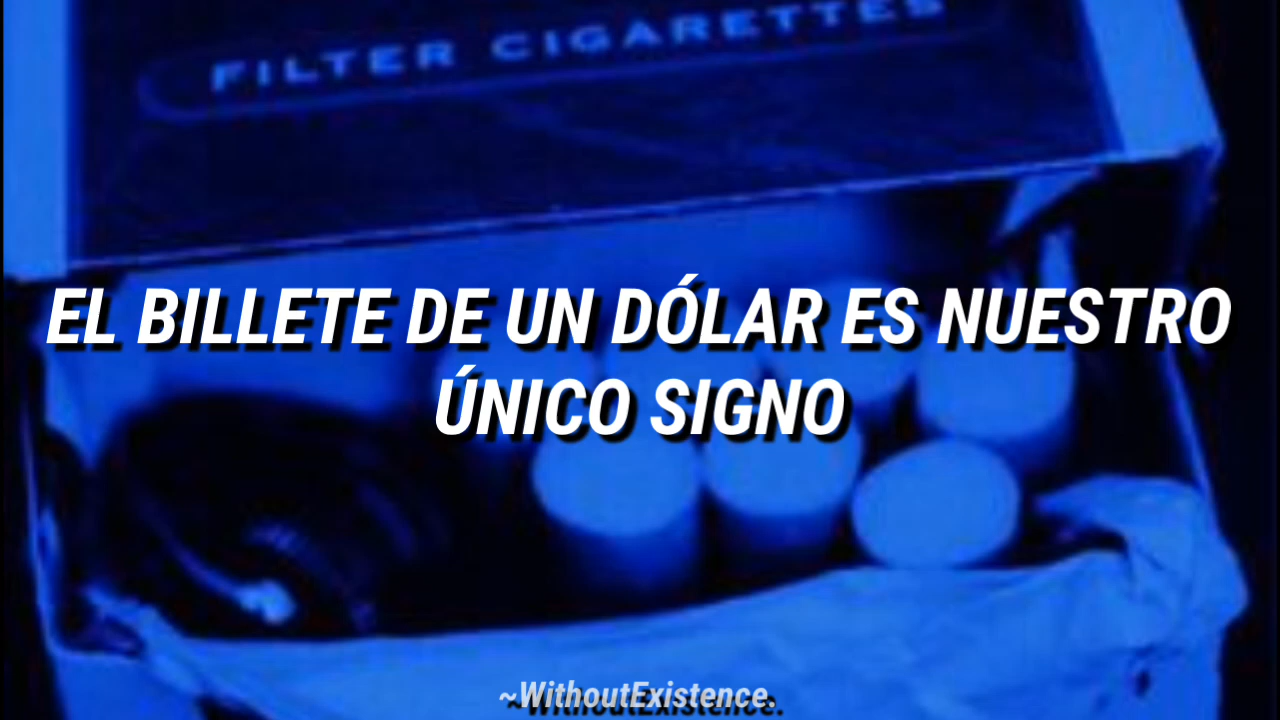 FILTER CIGARETTES
EL BILLETE DE UN DÓLAR ES NUESTRO
ÚNICO SIGNO
~WithoutExistence.